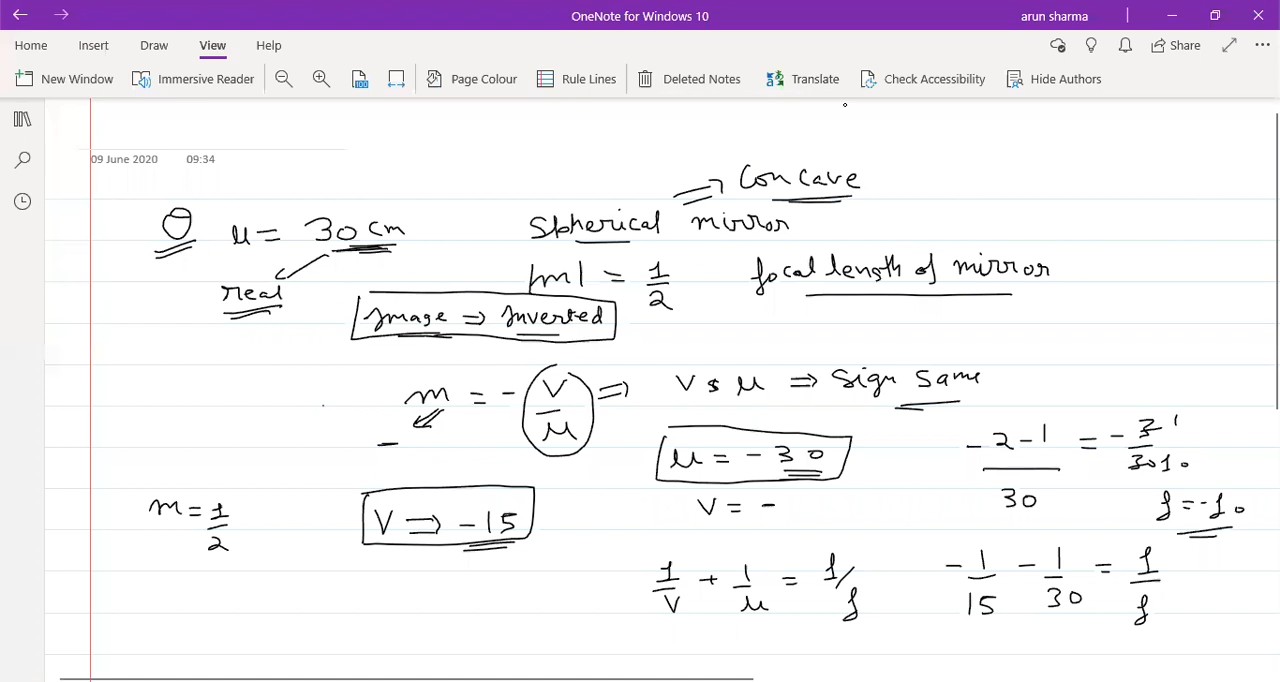 OneNote for Windows 10
arun sharma
Home Insert Draw View Help
Share
New Window Immersive Reader Page Colour Rule Lines Deleted Notes Translate Check Accessibility Hide Authors
09 June 2020 09:34
⇒ Concave
Q u = 30 cm Spherical mirror
real |m| = 1/2 focal length of mirror
Image ⇒ Inverted
m = - v/u ⇒ v & u ⇒ sign same
-
u = - 30
-2-1/30 = - 3/30 1 10
m = 1/2
V ⇒ -15
v = -
f = -10
1/v + 1/u = 1/f
-1/15 - 1/30 = 1/f